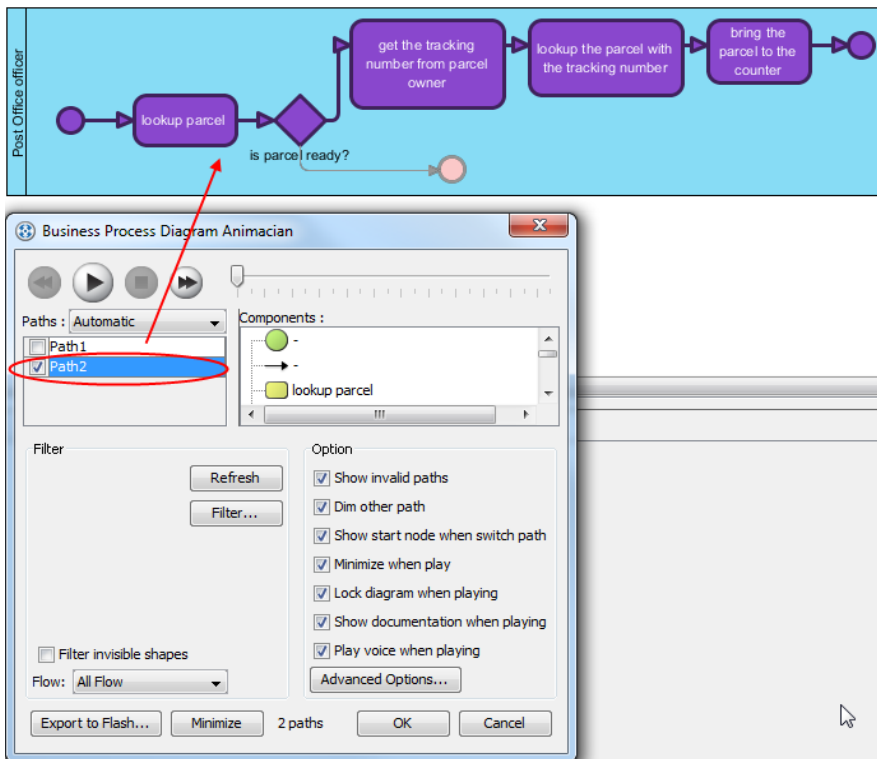 Post Office officer
lookup parcel
is parcel ready?
get the tracking
number from parcel
owner
lookup the parcel with
the tracking number
bring the
parcel to the
counter
Business Process Diagram Animacian
Paths : Automatic
Path1
Path2
Components :
-
-
lookup parcel
Filter
Refresh
Filter...
Filter invisible shapes
Flow: All Flow
Option
Show invalid paths
Dim other path
Show start node when switch path
Minimize when play
Lock diagram when playing
Show documentation when playing
Play voice when playing
Advanced Options...
Export to Flash... Minimize 2 paths OK Cancel